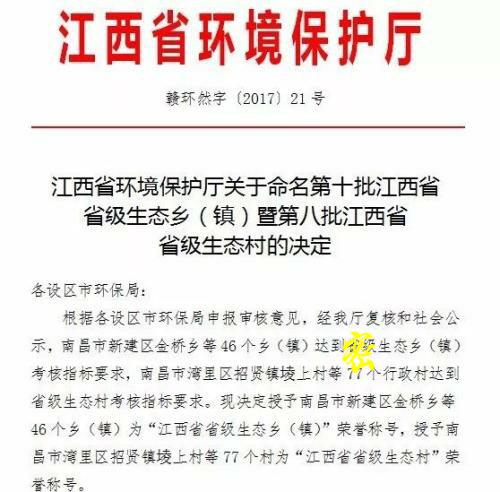 江西省环境保护厅
赣环然字〔2017〕21号
江西省环境保护厅关于命名第十批江西省
省级生态乡（镇）暨第八批江西省
省级生态村的决定
各设区市环保局：
根据各设区市环保局申报审核意见，经我厅复核和社会公
示，南昌市新建区金桥乡等46个乡（镇）达到省级生态乡（镇）
考核指标要求，南昌市湾里区招贤镇堎上村等77个行政村达到
省级生态村考核指标要求。现决定授予南昌市新建区金桥乡等
46个乡（镇）为“江西省省级生态乡（镇）”荣誉称号，授予南
昌市湾里区招贤镇堎上村等77个村为“江西省省级生态村”荣
誉称号。
密